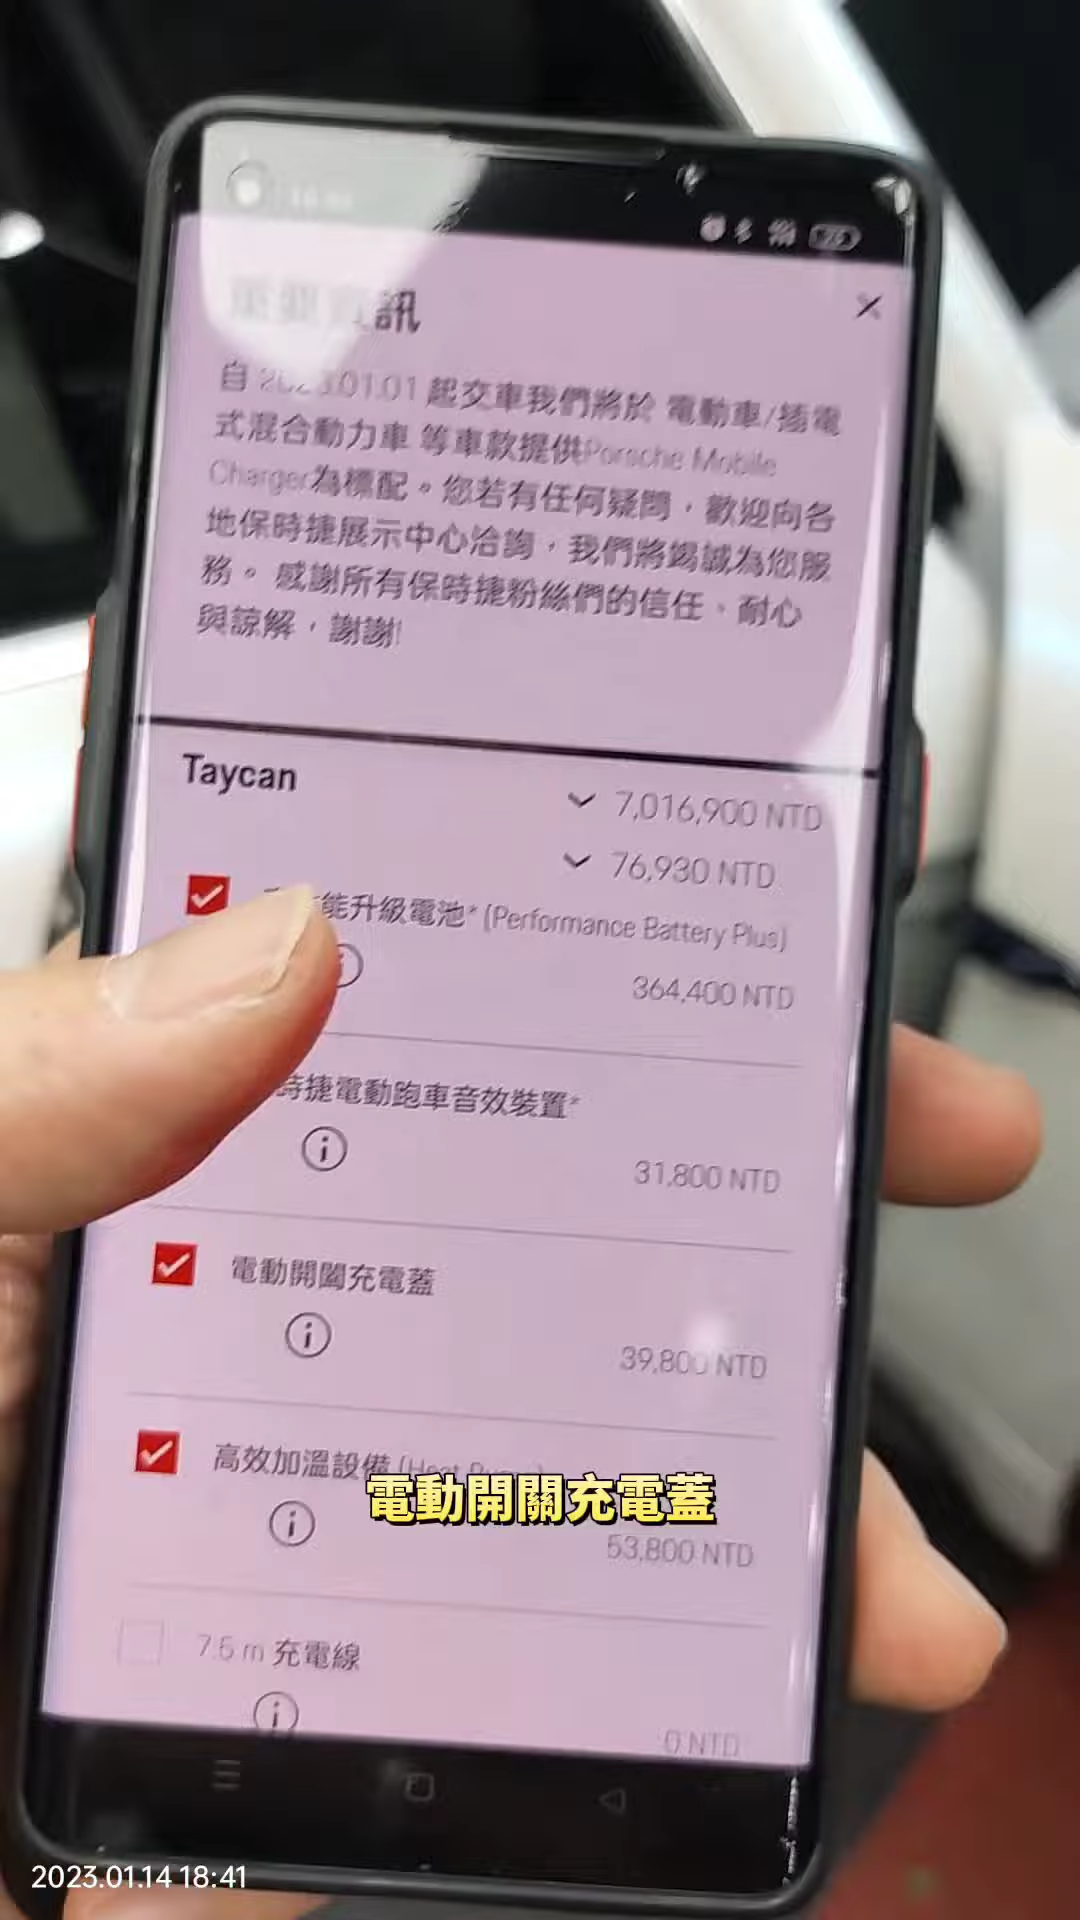 訊
自 01.01 起交車我們將於 電動車/插電
式混合動力車 等車款提供Porsche Mobile
Charger為標配。您若有任何疑問，歡迎向各
地保時捷展示中心洽詢，我們將竭誠為您服
務。 感謝所有保時捷粉絲們的信任、耐心
與諒解，謝謝!
Taycan
7,016,900 NTD
76,930 NTD
能升級電池* (Performance Battery Plus)
364,400 NTD
時捷電動跑車音效裝置*
31,800 NTD
電動開闔充電蓋
39,800 NTD
高效加溫設備
電動開關充電蓋
53,800 NTD
7.5 m 充電線
0 NTD
2023.01.14 18:41